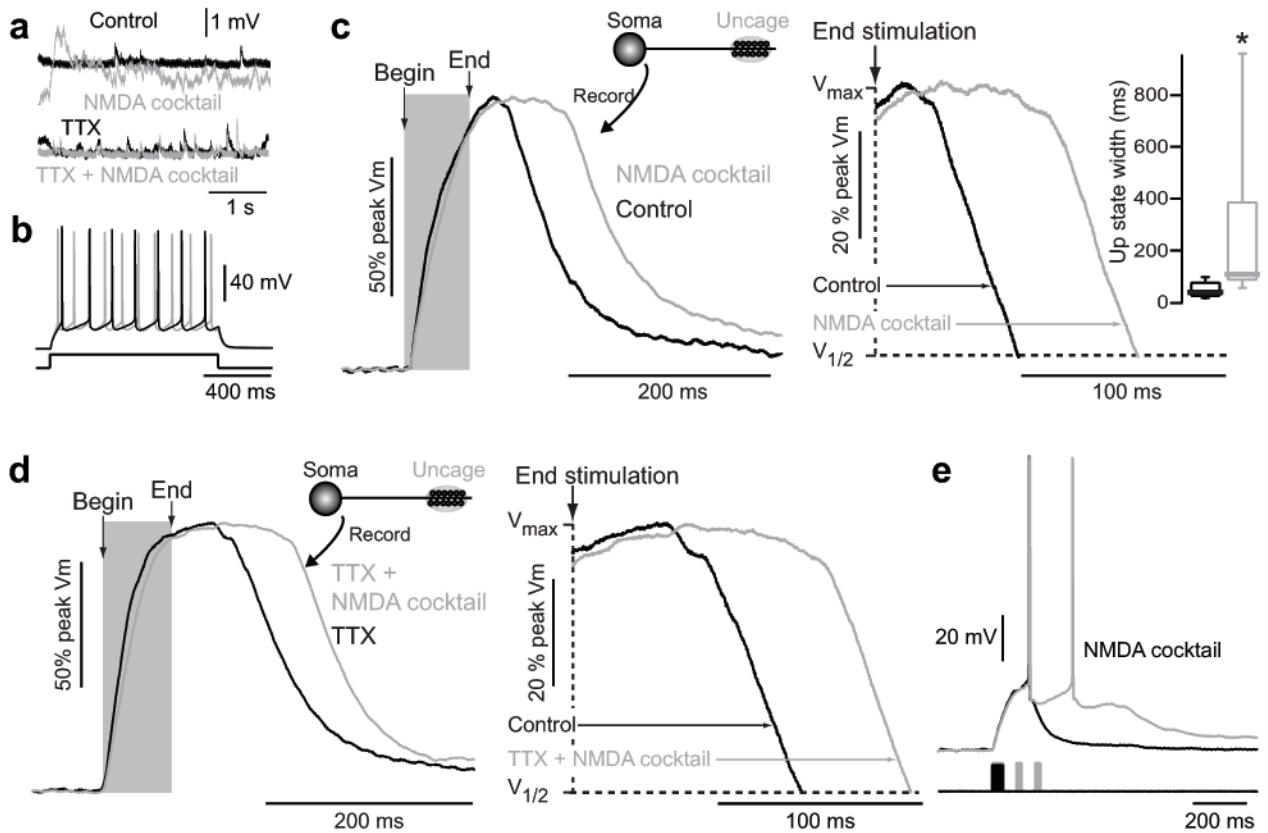 a
Control
1 mV
NMDA cocktail
TTX
TTX + NMDA cocktail
1 s
b
40 mV
400 ms
c
Begin
End
Soma
Uncage
Record
50% peak Vm
NMDA cocktail
Control
200 ms
End stimulation
Vmax
20 % peak Vm
Control
NMDA cocktail
V1/2
100 ms
*
Up state width (ms)
800
600
400
200
0
d
Begin
End
Soma
Uncage
Record
50% peak Vm
TTX +
NMDA cocktail
TTX
200 ms
End stimulation
Vmax
20 % peak Vm
Control
TTX + NMDA cocktail
V1/2
100 ms
e
20 mV
NMDA cocktail
200 ms